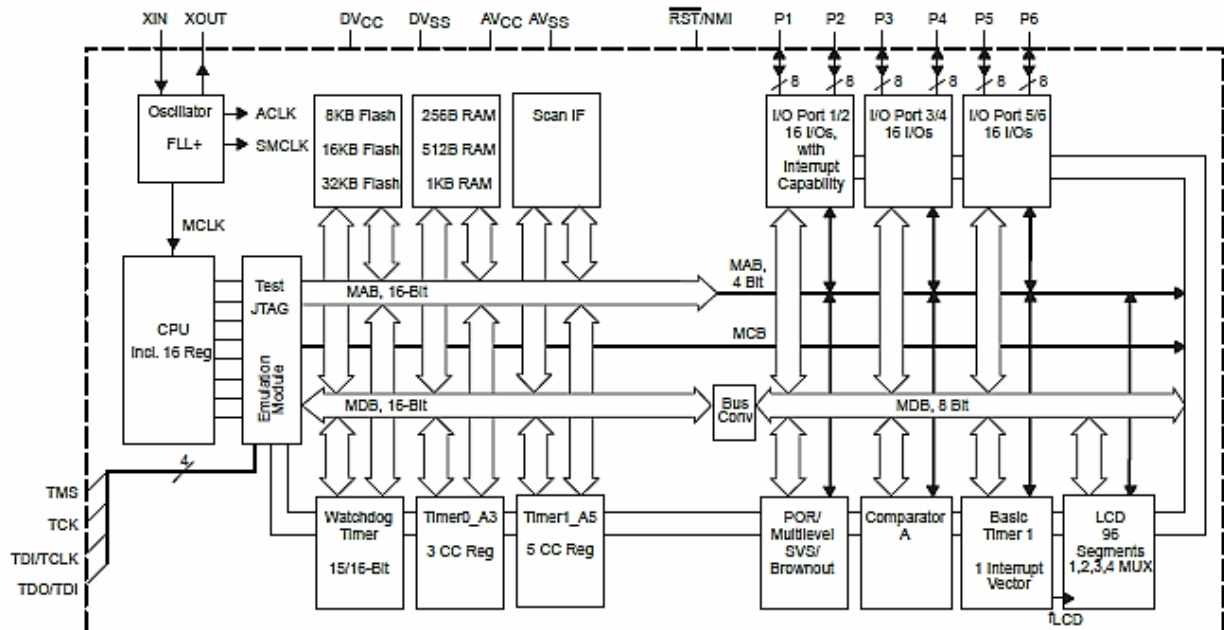 XIN XOUT DVCC DVSS AVCC AVSS RST/NMI P1 P2 P3 P4 P5 P6
8 8 8 8 8 8
Oscillator
FLL+
ACLK
SMCLK
8KB Flash
16KB Flash
32KB Flash
256B RAM
512B RAM
1KB RAM
Scan IF
I/O Port 1/2
16 I/Os,
with
Interrupt
Capability
I/O Port 3/4
16 I/Os
I/O Port 5/6
16 I/Os
MCLK
CPU
Incl. 16 Reg
Test
JTAG
Emulation
Module
MAB, 16-Bit
MAB,
4 Bit
MCB
MDB, 16-Bit
Bus
Conv
MDB, 8 Bit
4
TMS
TCK
TDI/TCLK
TDO/TDI
Watchdog
Timer
15/16-Bit
Timer0_A3
3 CC Reg
Timer1_A5
5 CC Reg
POR/
Multilevel
SVS/
Brownout
Comparator
A
Basic
Timer 1
1 Interrupt
Vector
LCD
96
Segments
1,2,3,4 MUX
fLCD